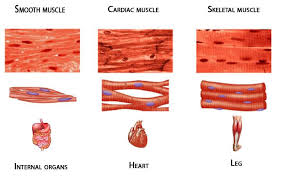 Smooth muscle
Cardiac muscle
Skeletal muscle
Internal organs
Heart
Leg